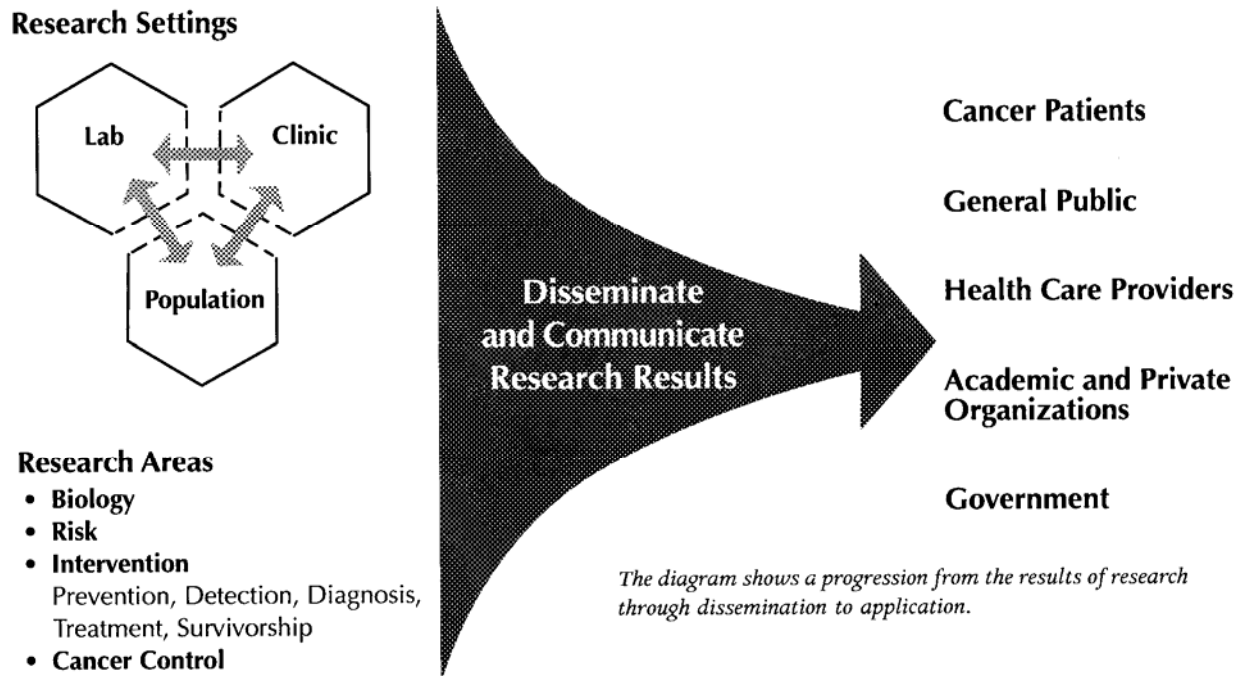 Research Settings
Lab
Clinic
Population
Research Areas
• Biology
• Risk
• Intervention
Prevention, Detection, Diagnosis,
Treatment, Survivorship
• Cancer Control
Disseminate
and Communicate
Research Results
Cancer Patients
General Public
Health Care Providers
Academic and Private
Organizations
Government
The diagram shows a progression from the results of research
through dissemination to application.